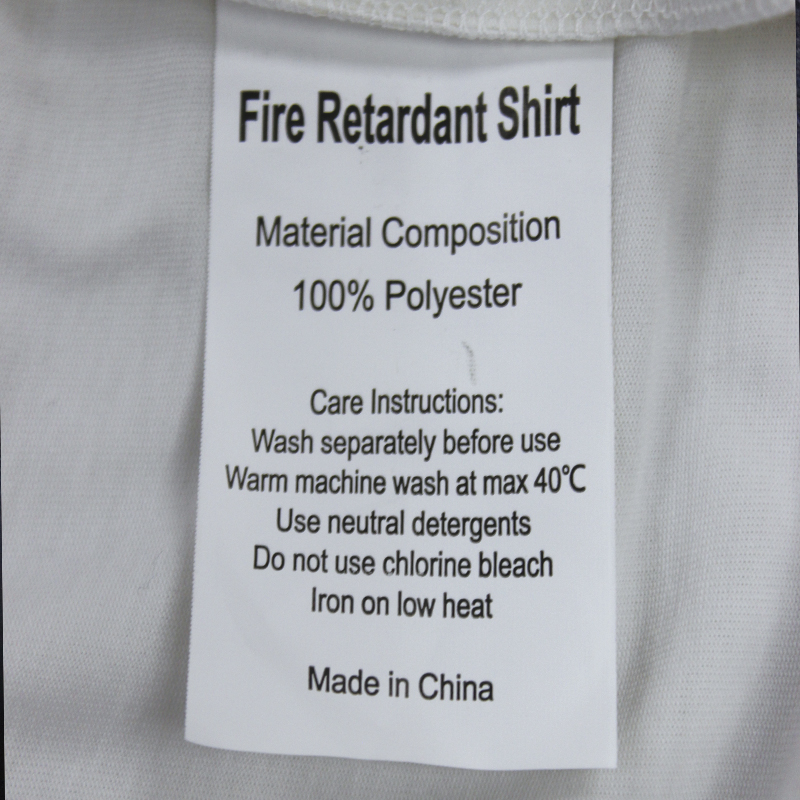 Fire Retardant Shirt
Material Composition
100% Polyester
Care Instructions:
Wash separately before use
Warm machine wash at max 40℃
Use neutral detergents
Do not use chlorine bleach
Iron on low heat
Made in China